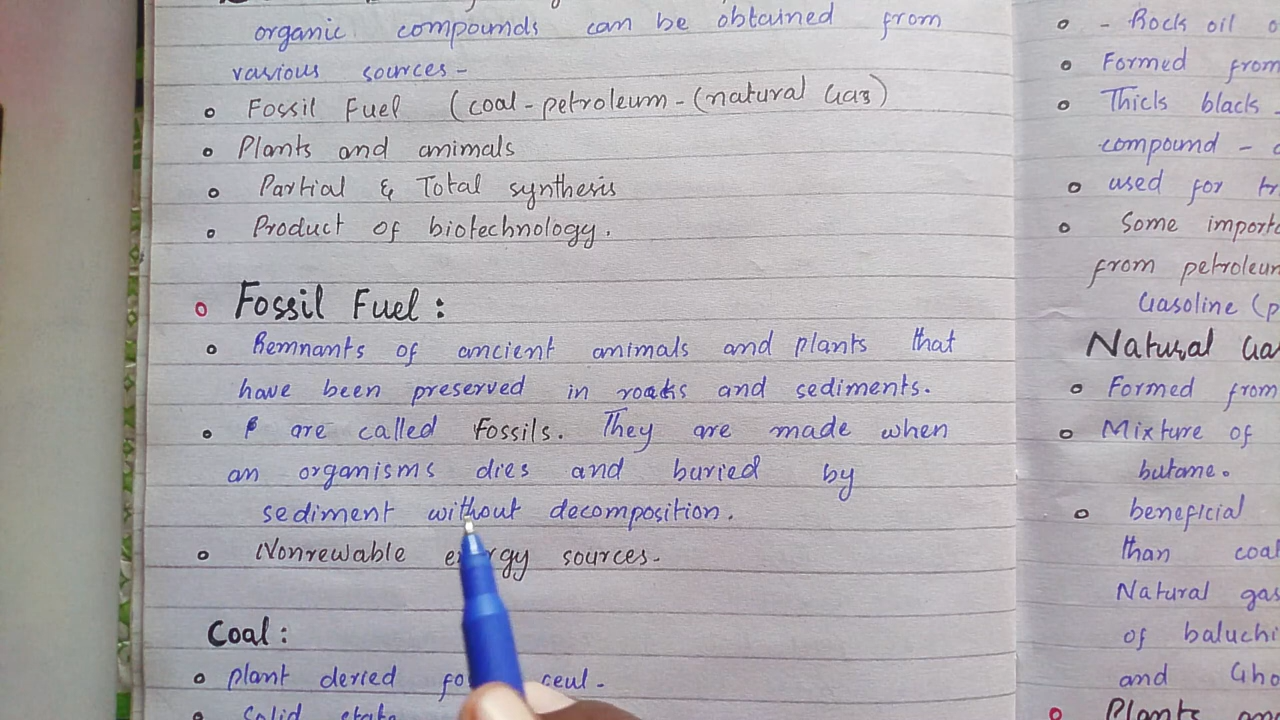 organic compounds can be obtained from
various sources-
• Fossil Fuel (coal-petroleum-(natural Gas)
• Plants and animals
• Partial & Total synthesis
• Product of biotechnology.
• Fossil Fuel:
• Remnants of ancient animals and plants that
have been preserved in and sediments.
• are called Fossils. They are made when
an organisms dies and buried by
sediment without decomposition.
• Nonrewable sources.
Coal:
• Plant deried
• Solid state
• - Rock oil
• Formed from
• Thick black
compound -
• used for
• Some
from petroleum
Gasoline
Natural
• Formed from
• Mixture of
butane.
• beneficial
than coal
Natural gas
of
and
• Plants